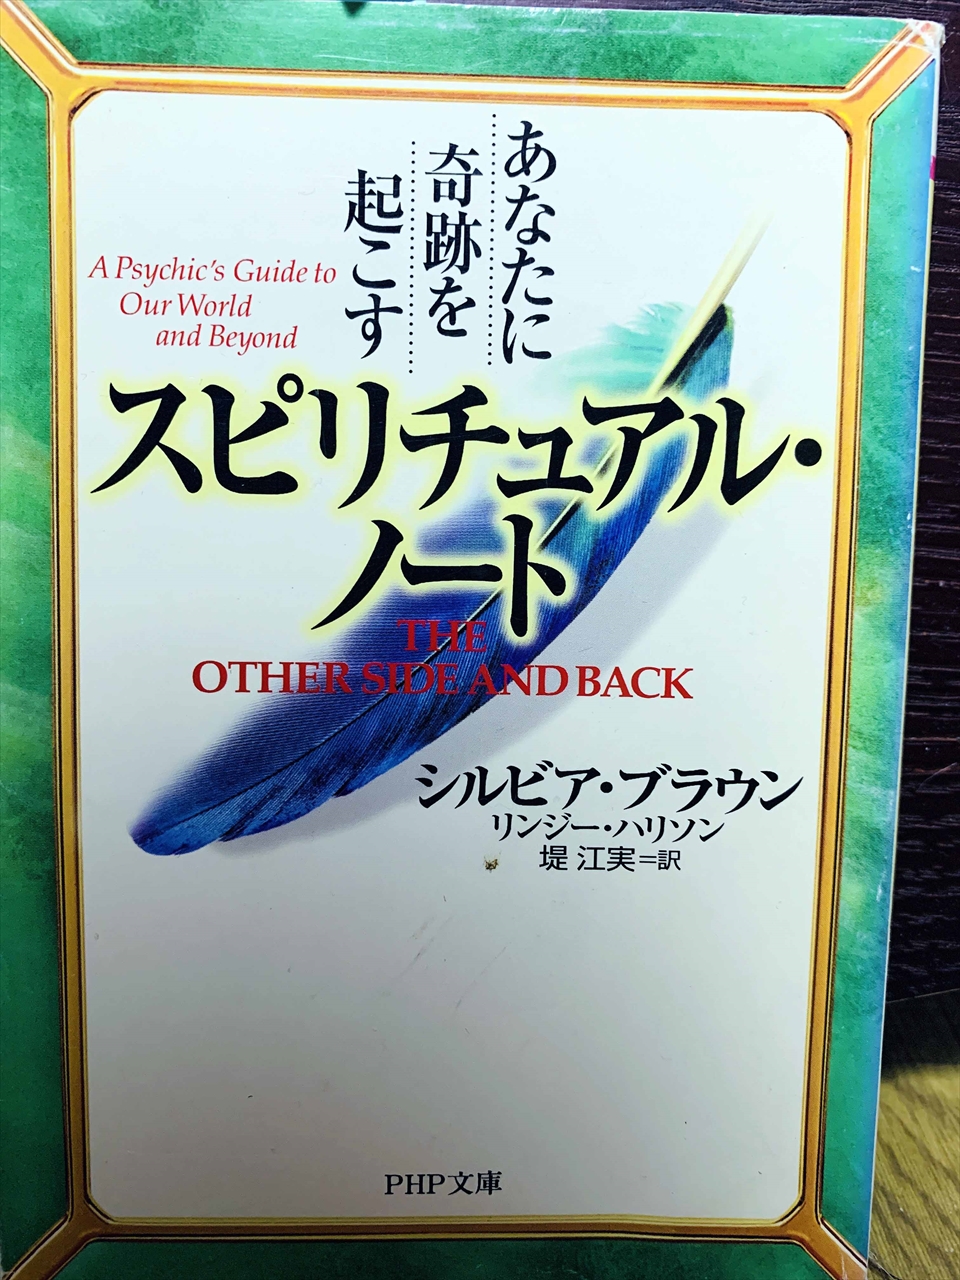 あなたに
奇跡を
起こす
A Psychic's Guide to
Our World
and Beyond
スピリチュアル・
ノート
THE
OTHER SIDE AND BACK
シルビア・ブラウン
リンジー・ハリソン
堤 江実=訳
PHP文庫